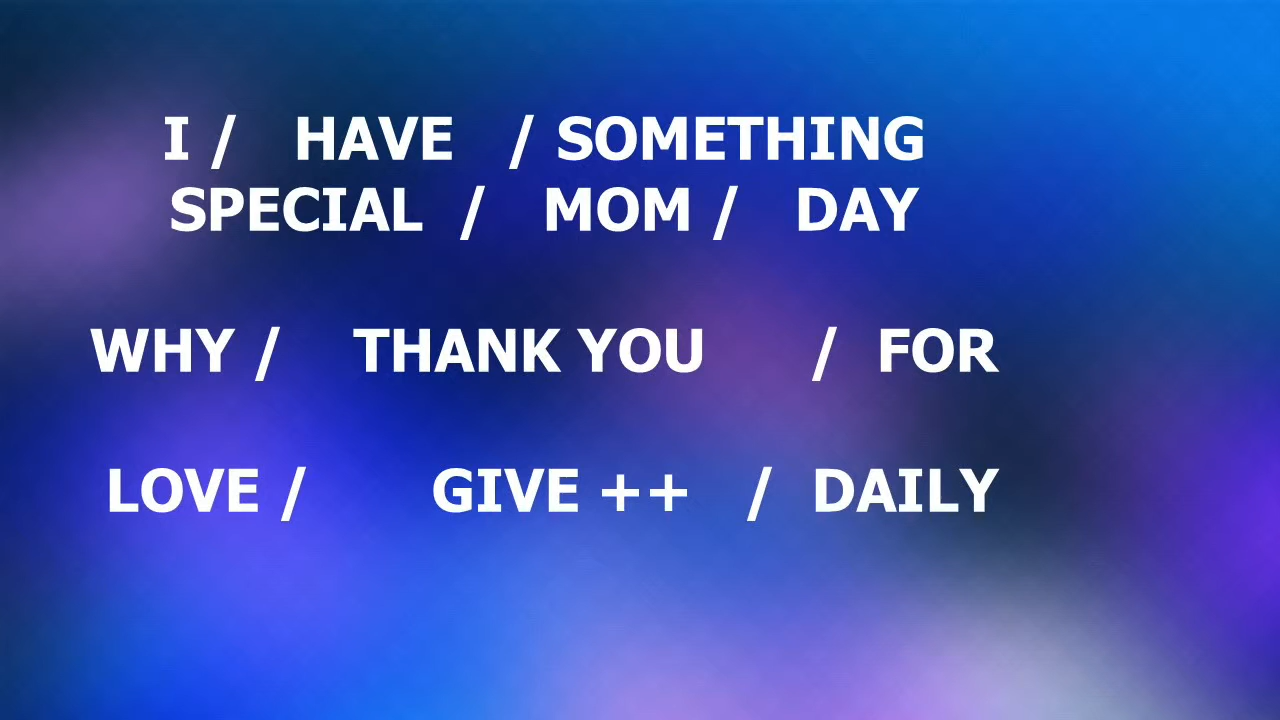 I / HAVE / SOMETHING
SPECIAL / MOM / DAY
WHY / THANK YOU / FOR
LOVE / GIVE ++ / DAILY